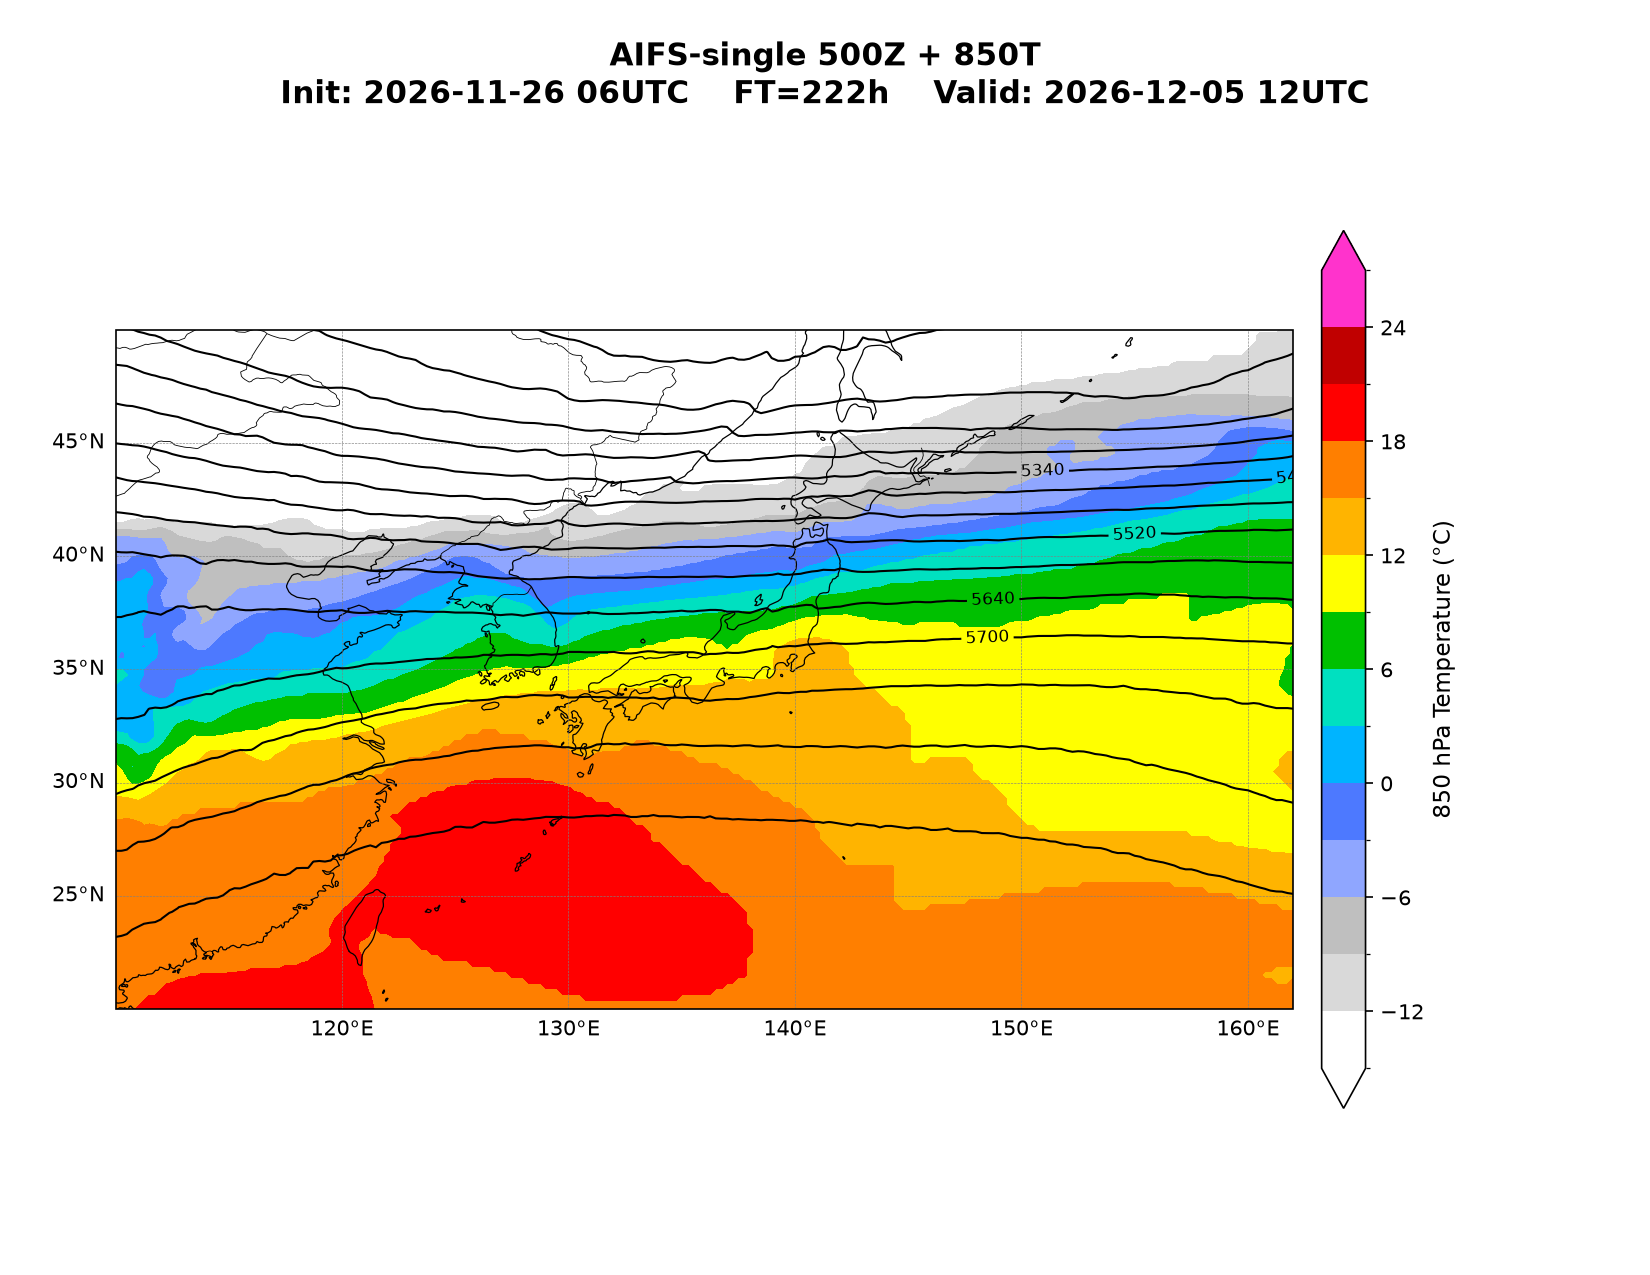 AIFS-single 500Z + 850T
Init: 2026-11-26 06UTC    FT=222h    Valid: 2026-12-05 12UTC
45°N
40°N
35°N
30°N
25°N
120°E
130°E
140°E
150°E
160°E
5340
54
5520
5640
5700
24
18
12
6
0
−6
−12
850 hPa Temperature (°C)